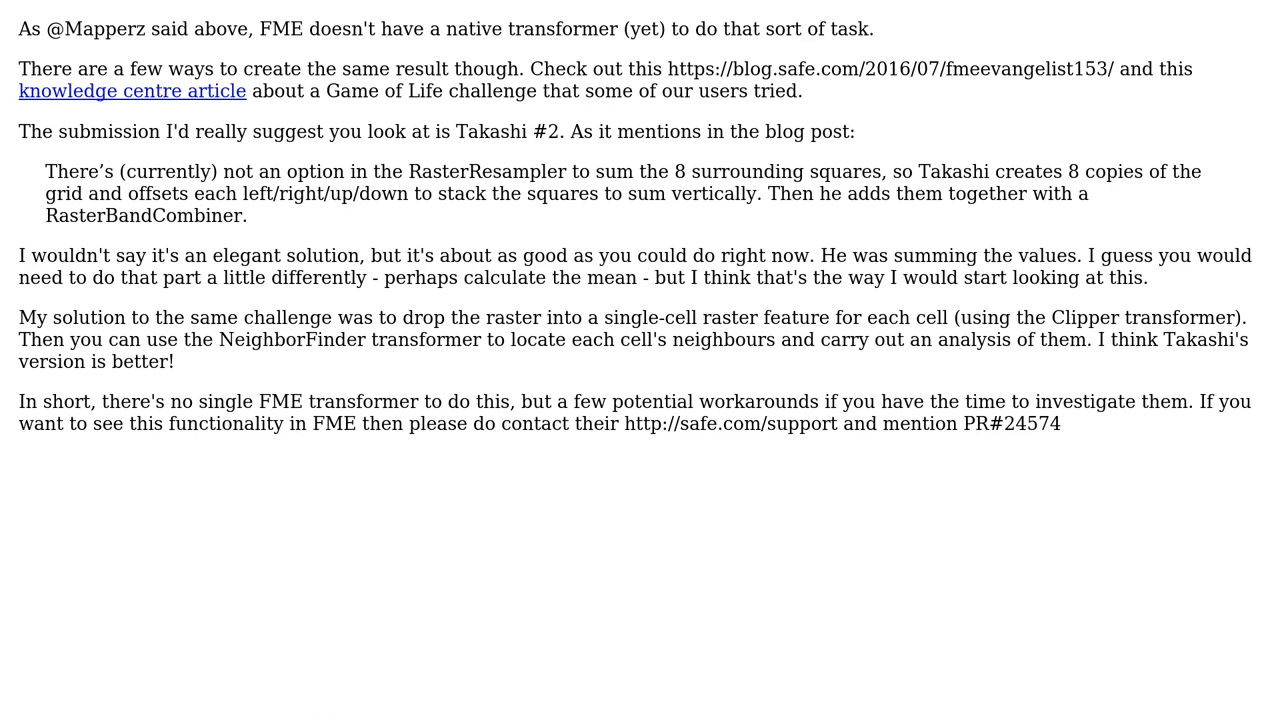 As @Mapperz said above, FME doesn't have a native transformer (yet) to do that sort of task.
There are a few ways to create the same result though. Check out this https://blog.safe.com/2016/07/fmeevangelist153/ and this
knowledge centre article about a Game of Life challenge that some of our users tried.
The submission I'd really suggest you look at is Takashi #2. As it mentions in the blog post:
There’s (currently) not an option in the RasterResampler to sum the 8 surrounding squares, so Takashi creates 8 copies of the
grid and offsets each left/right/up/down to stack the squares to sum vertically. Then he adds them together with a
RasterBandCombiner.
I wouldn't say it's an elegant solution, but it's about as good as you could do right now. He was summing the values. I guess you would
need to do that part a little differently - perhaps calculate the mean - but I think that's the way I would start looking at this.
My solution to the same challenge was to drop the raster into a single-cell raster feature for each cell (using the Clipper transformer).
Then you can use the NeighborFinder transformer to locate each cell's neighbours and carry out an analysis of them. I think Takashi's
version is better!
In short, there's no single FME transformer to do this, but a few potential workarounds if you have the time to investigate them. If you
want to see this functionality in FME then please do contact their http://safe.com/support and mention PR#24574